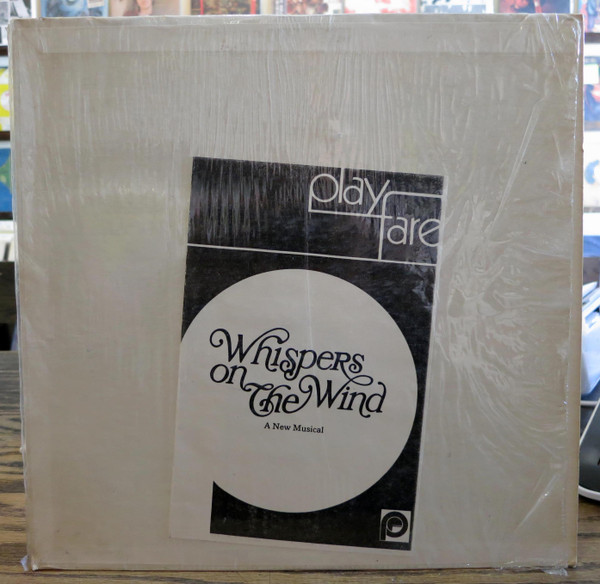 play
fare
Whispers
on The Wind
A New Musical